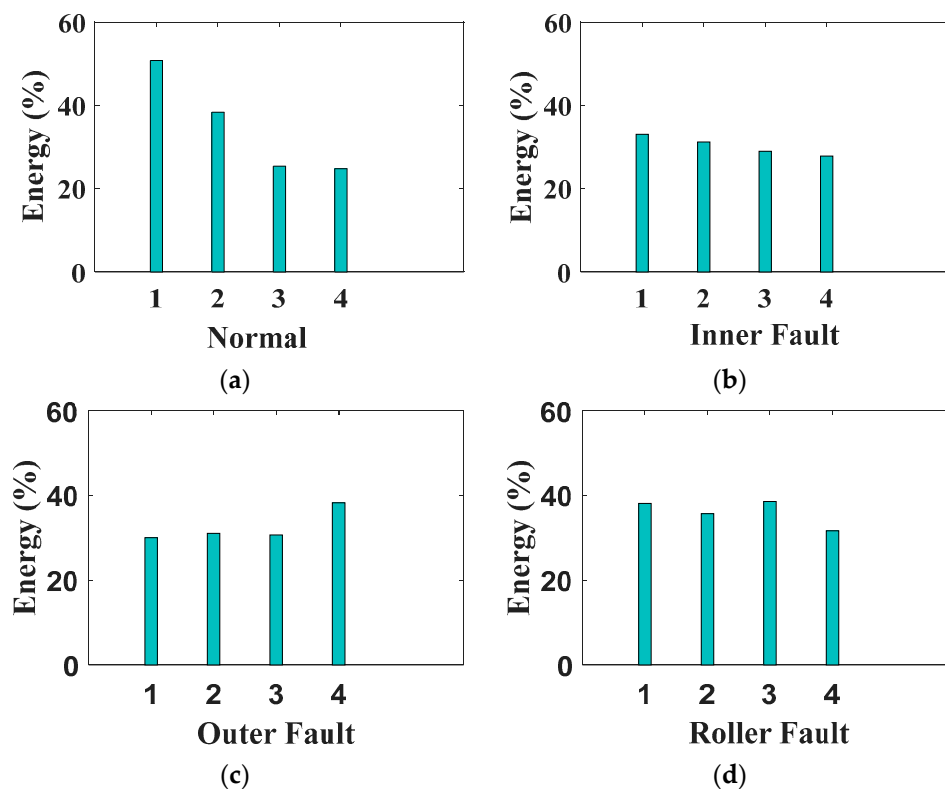 60
40
20
0
Energy (%)
1 2 3 4
Normal
(a)
60
40
20
0
Energy (%)
1 2 3 4
Inner Fault
(b)
60
40
20
0
Energy (%)
1 2 3 4
Outer Fault
(c)
60
40
20
0
Energy (%)
1 2 3 4
Roller Fault
(d)